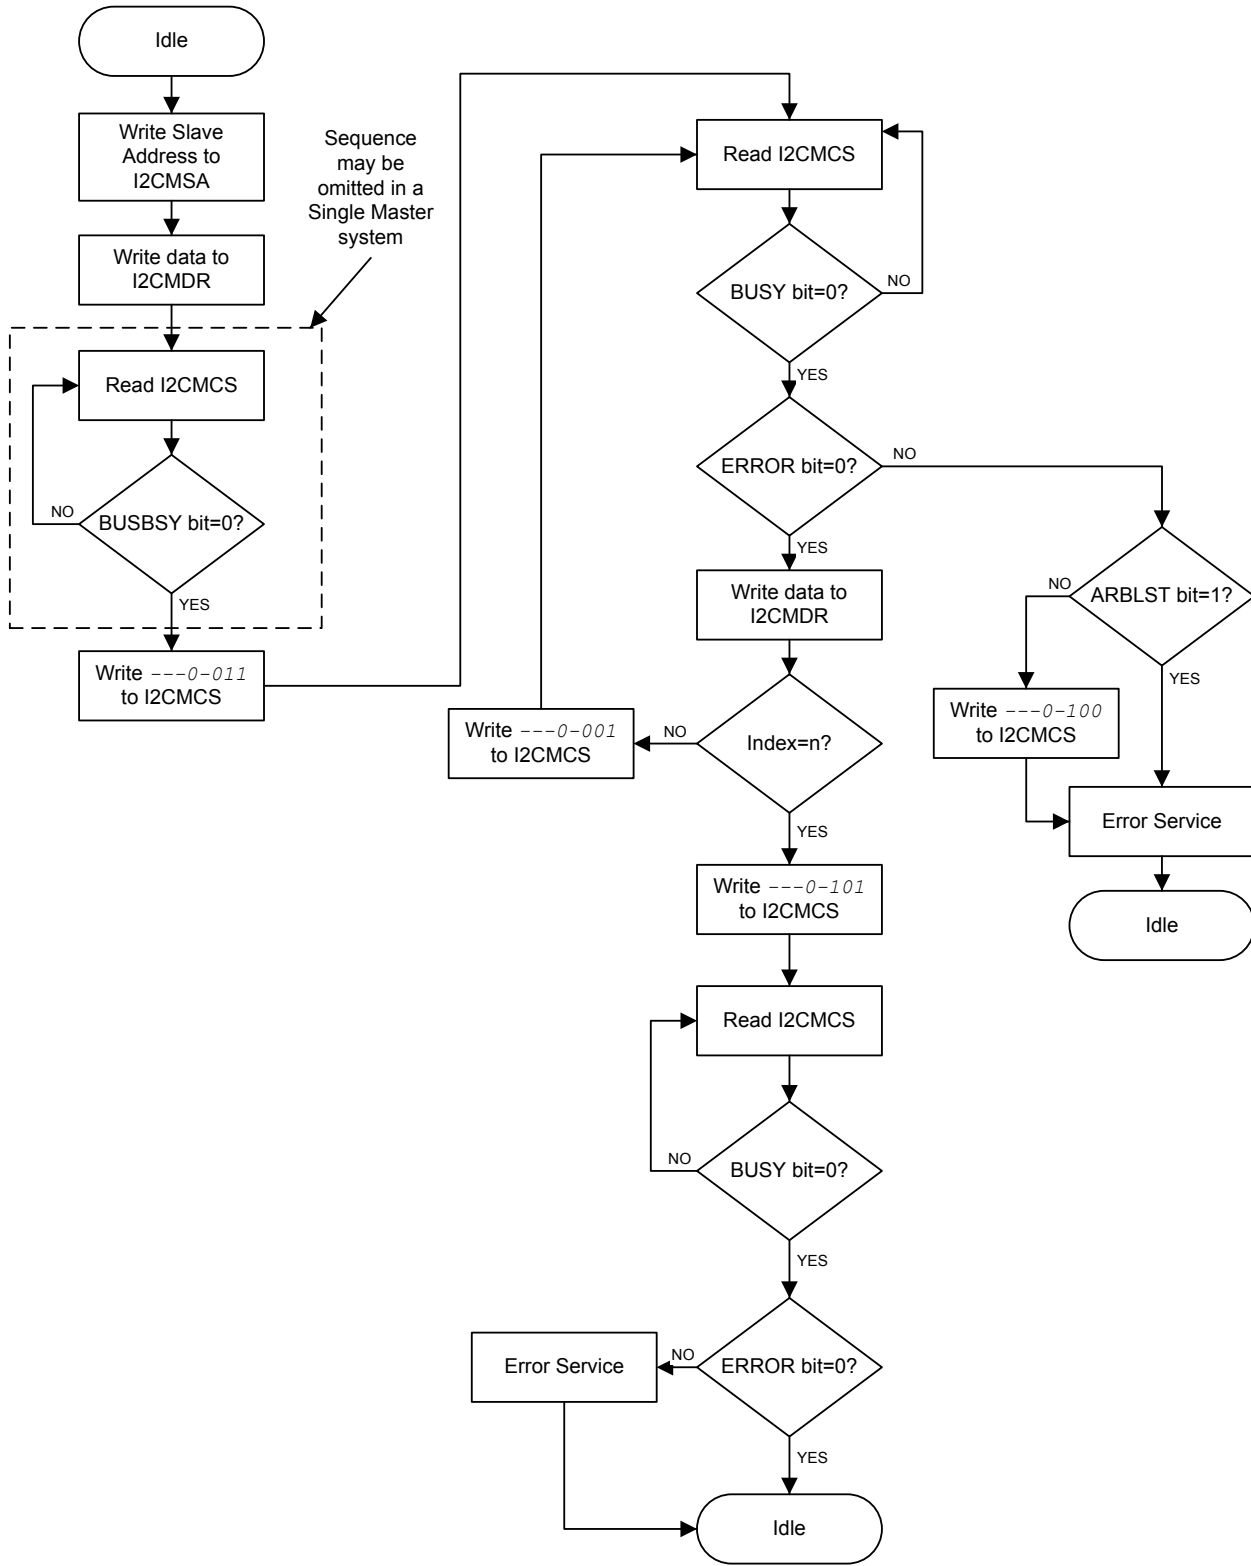 Idle
Write Slave
Address to
I2CMSA
Write data to
I2CMDR
Sequence
may be
omitted in a
Single Master
system
Read I2CMCS
BUSBSY bit=0?
NO
YES
Write ---0-011
to I2CMCS
Read I2CMCS
BUSY bit=0?
NO
YES
ERROR bit=0?
NO
YES
Write data to
I2CMDR
Index=n?
NO
Write ---0-001
to I2CMCS
YES
ARBLST bit=1?
NO
YES
Write ---0-100
to I2CMCS
Error Service
Idle
Write ---0-101
to I2CMCS
Read I2CMCS
BUSY bit=0?
NO
YES
ERROR bit=0?
NO
Error Service
YES
Idle